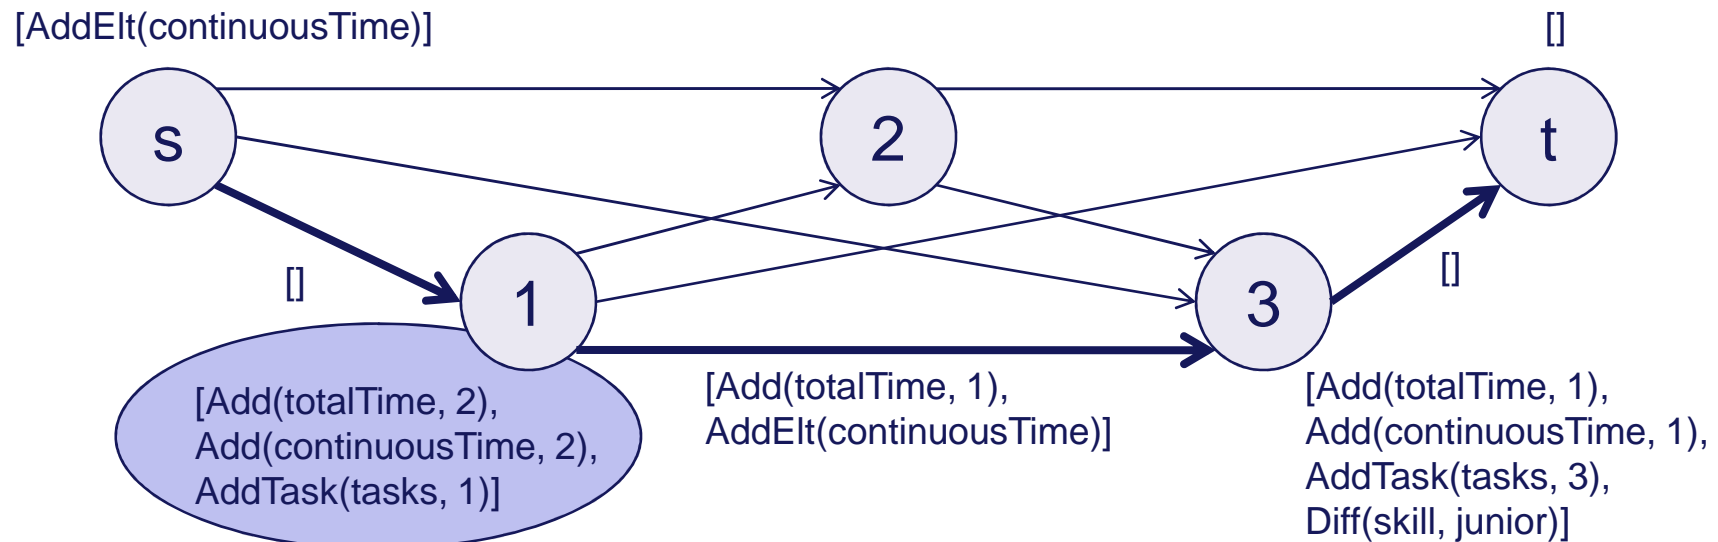 [AddElt(continuousTime)]
[]
s
2
t
[]
1
3
[]
[Add(totalTime, 2),
Add(continuousTime, 2),
AddTask(tasks, 1)]
[Add(totalTime, 1),
AddElt(continuousTime)]
[Add(totalTime, 1),
Add(continuousTime, 1),
AddTask(tasks, 3),
Diff(skill, junior)]